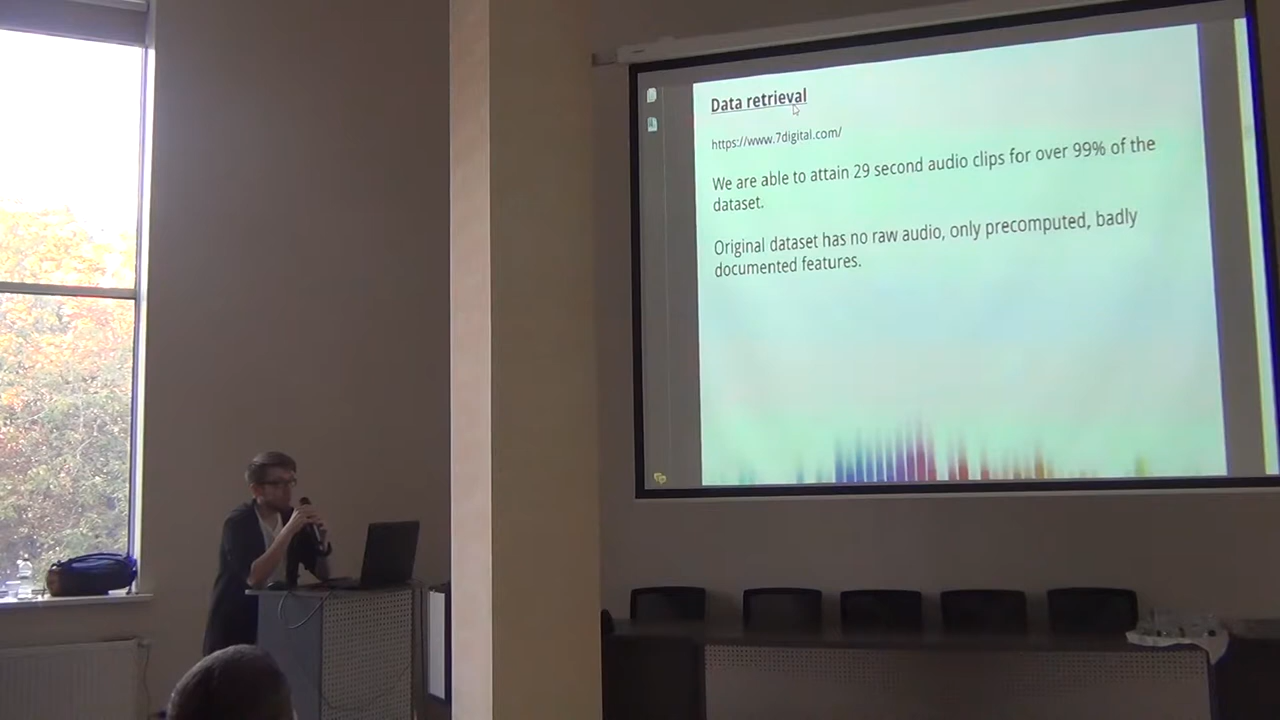 Data retrieval
https://www.7digital.com/
We are able to attain 29 second audio clips for over 99% of the
dataset.
Original dataset has no raw audio, only precomputed, badly
documented features.